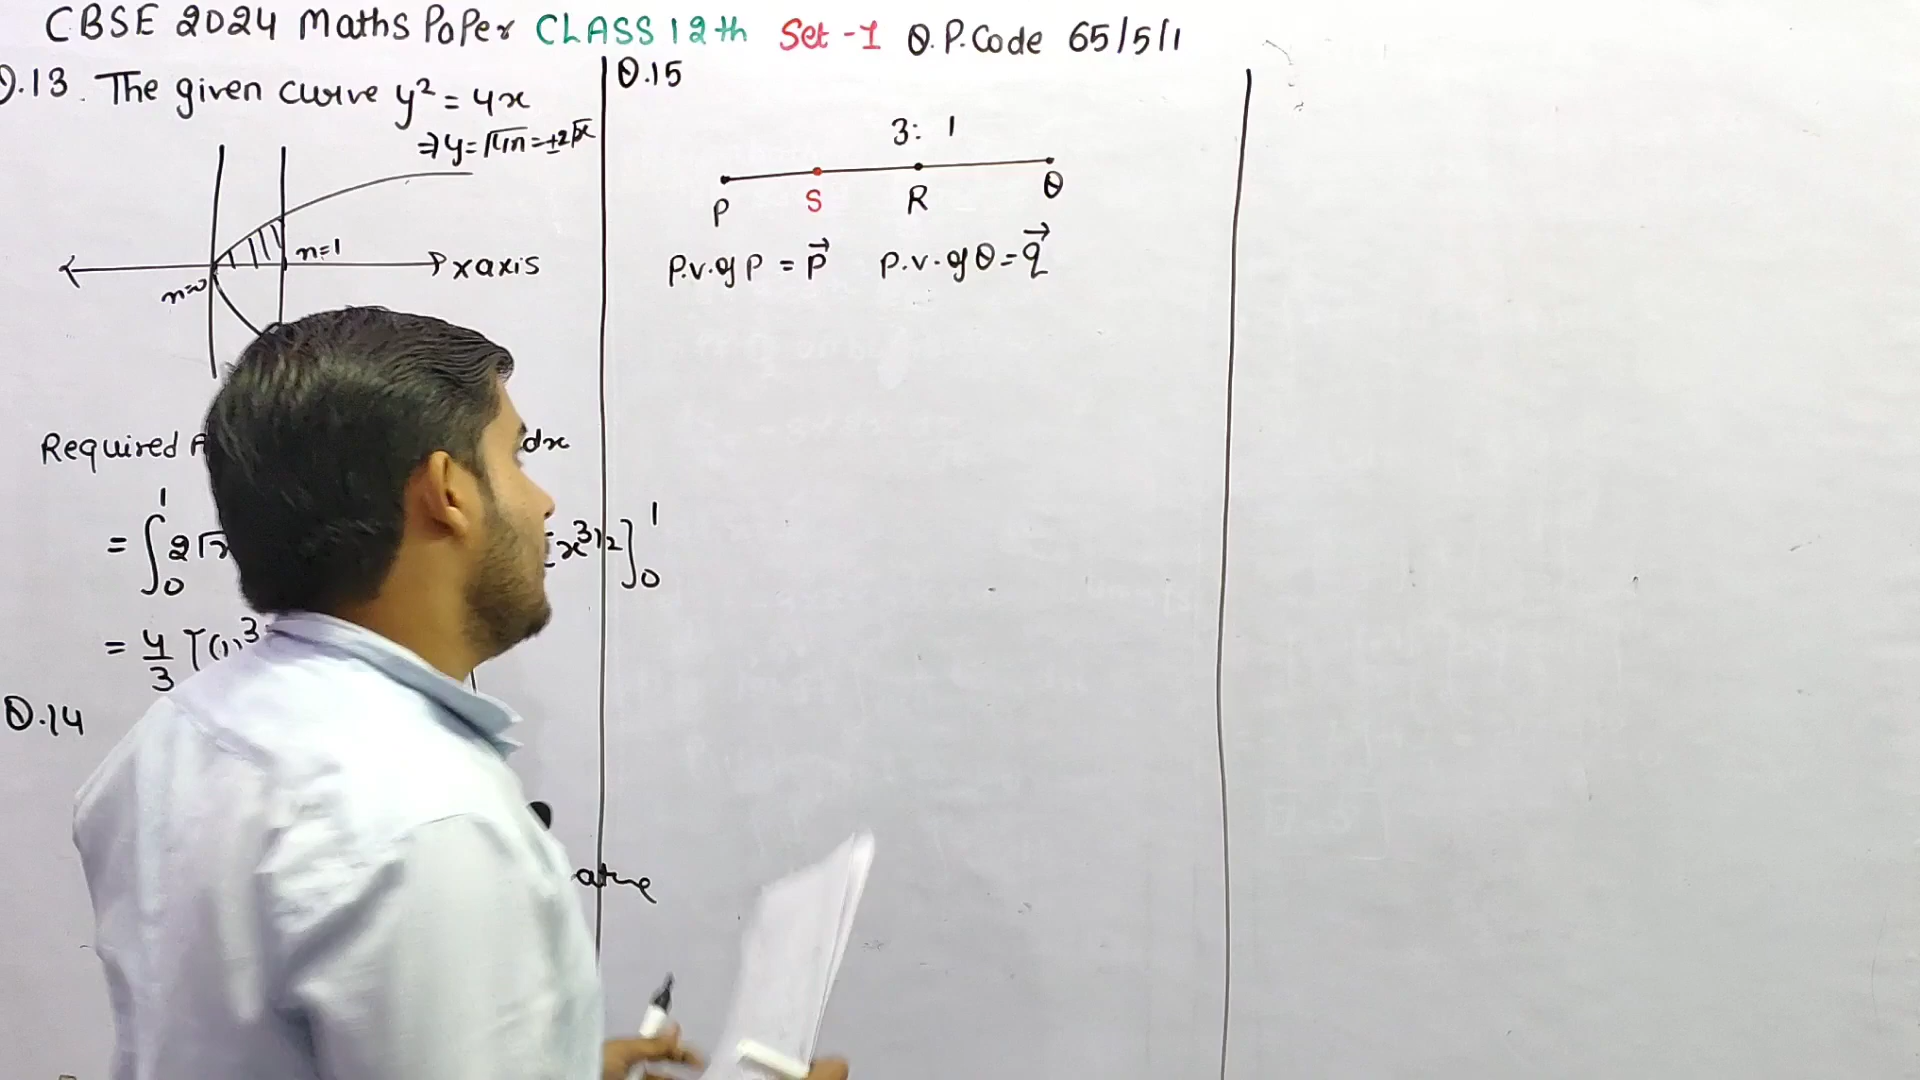 CBSE 2024 Maths Paper CLASS 12th Set -1 Q.P.Code 65/5/1
Q.13. The given curve y² = 4x
⇒ y = √4x = ±2√x
x=1
x axis
x=0
Required dx
= ∫₀¹ 2√x [x^3/2]₀¹
= 4/3 [(1)^3
Q.14
Q.15
3: 1
P S R Q
P.v. of P = p⃗ P.v. of Q = q⃗